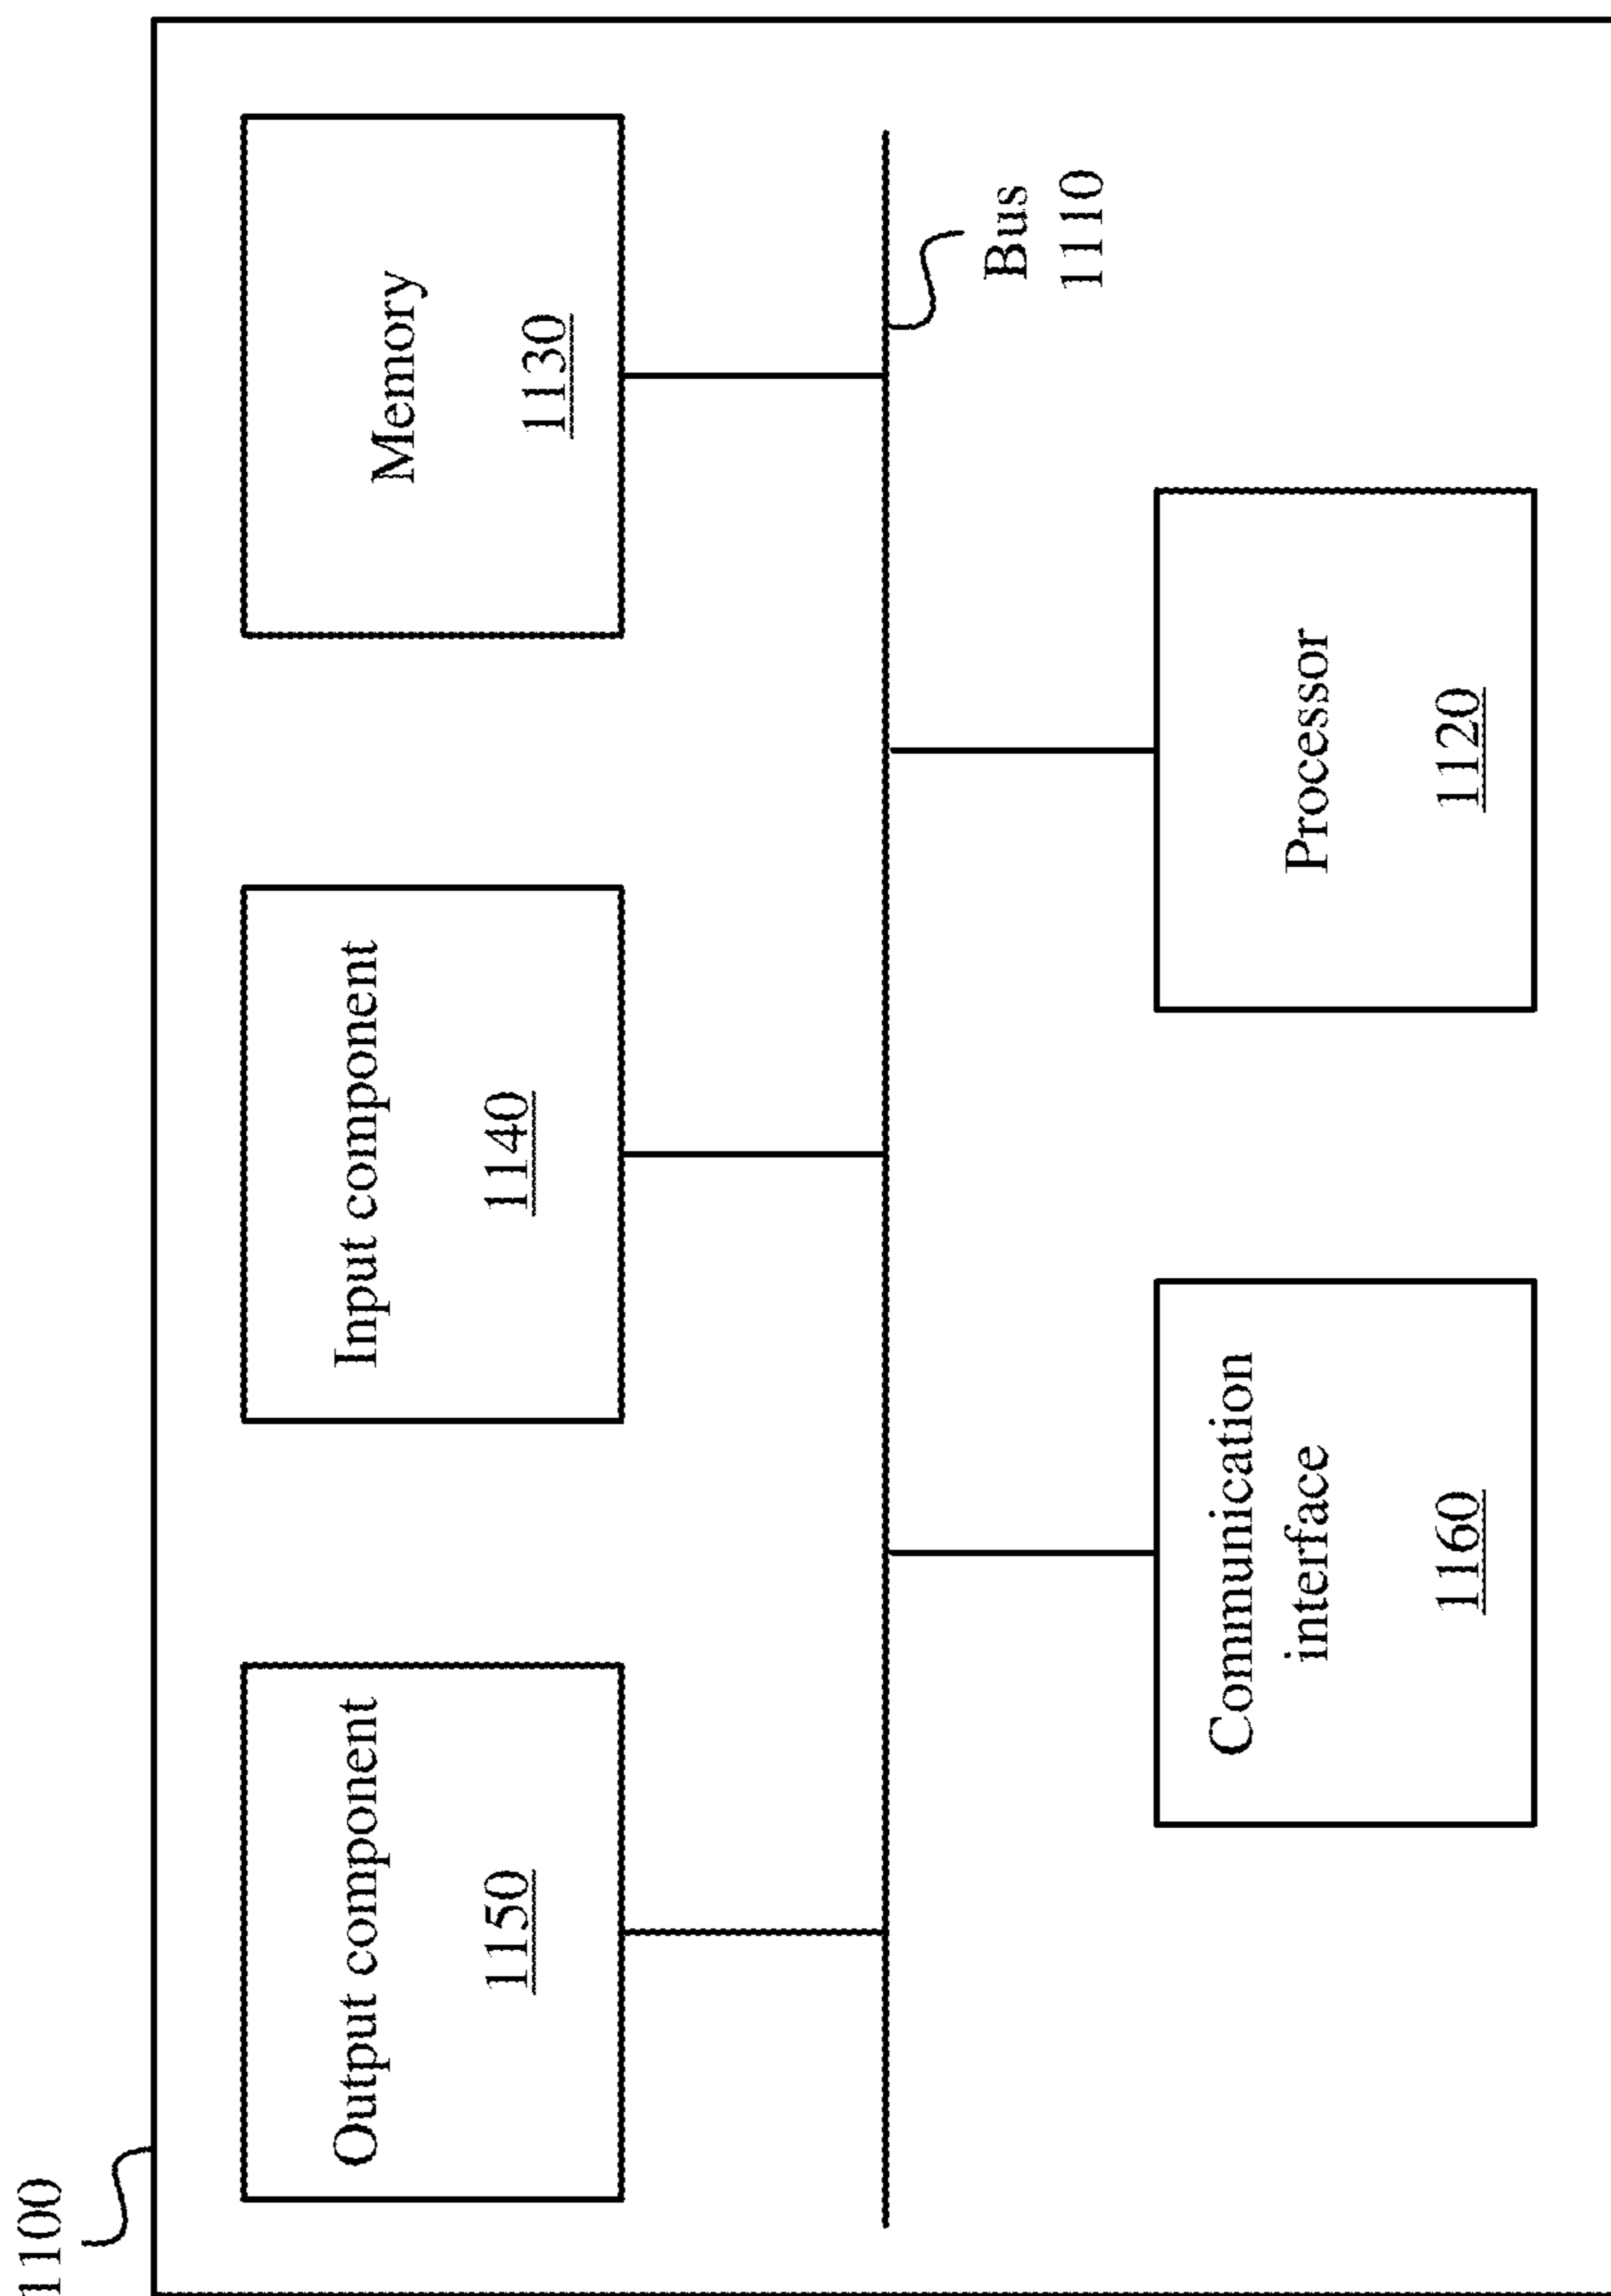 1100
Output component
1150
Input component
1140
Memory
1130
Bus
1110
Communication
interface
1160
Processor
1120